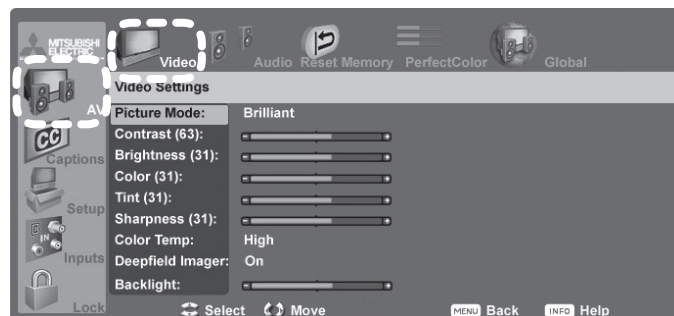 MITSUBISHI
ELECTRIC
Video
Audio
Reset Memory
PerfectColor
Global
AV
Video Settings
Picture Mode: Brilliant
Contrast (63):
Brightness (31):
Color (31):
Tint (31):
Sharpness (31):
Color Temp: High
Deepfield Imager: On
Backlight:
CC
Captions
Setup
IN
Inputs
Lock
Select
Move
MENU Back
INFO Help